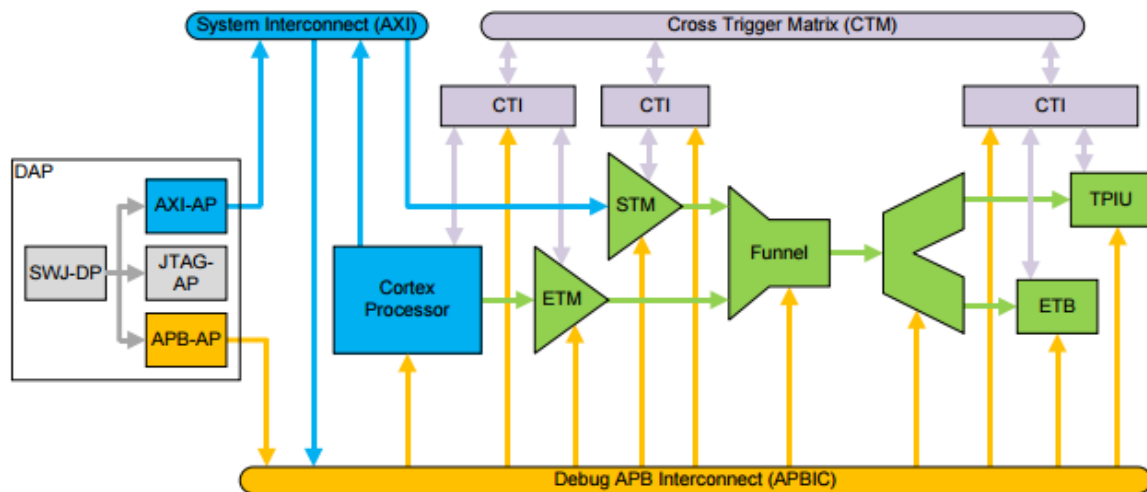 System Interconnect (AXI)
Cross Trigger Matrix (CTM)
CTI
CTI
CTI
DAP
AXI-AP
SWJ-DP
JTAG-
AP
APB-AP
Cortex
Processor
STM
ETM
Funnel
TPIU
ETB
Debug APB Interconnect (APBIC)